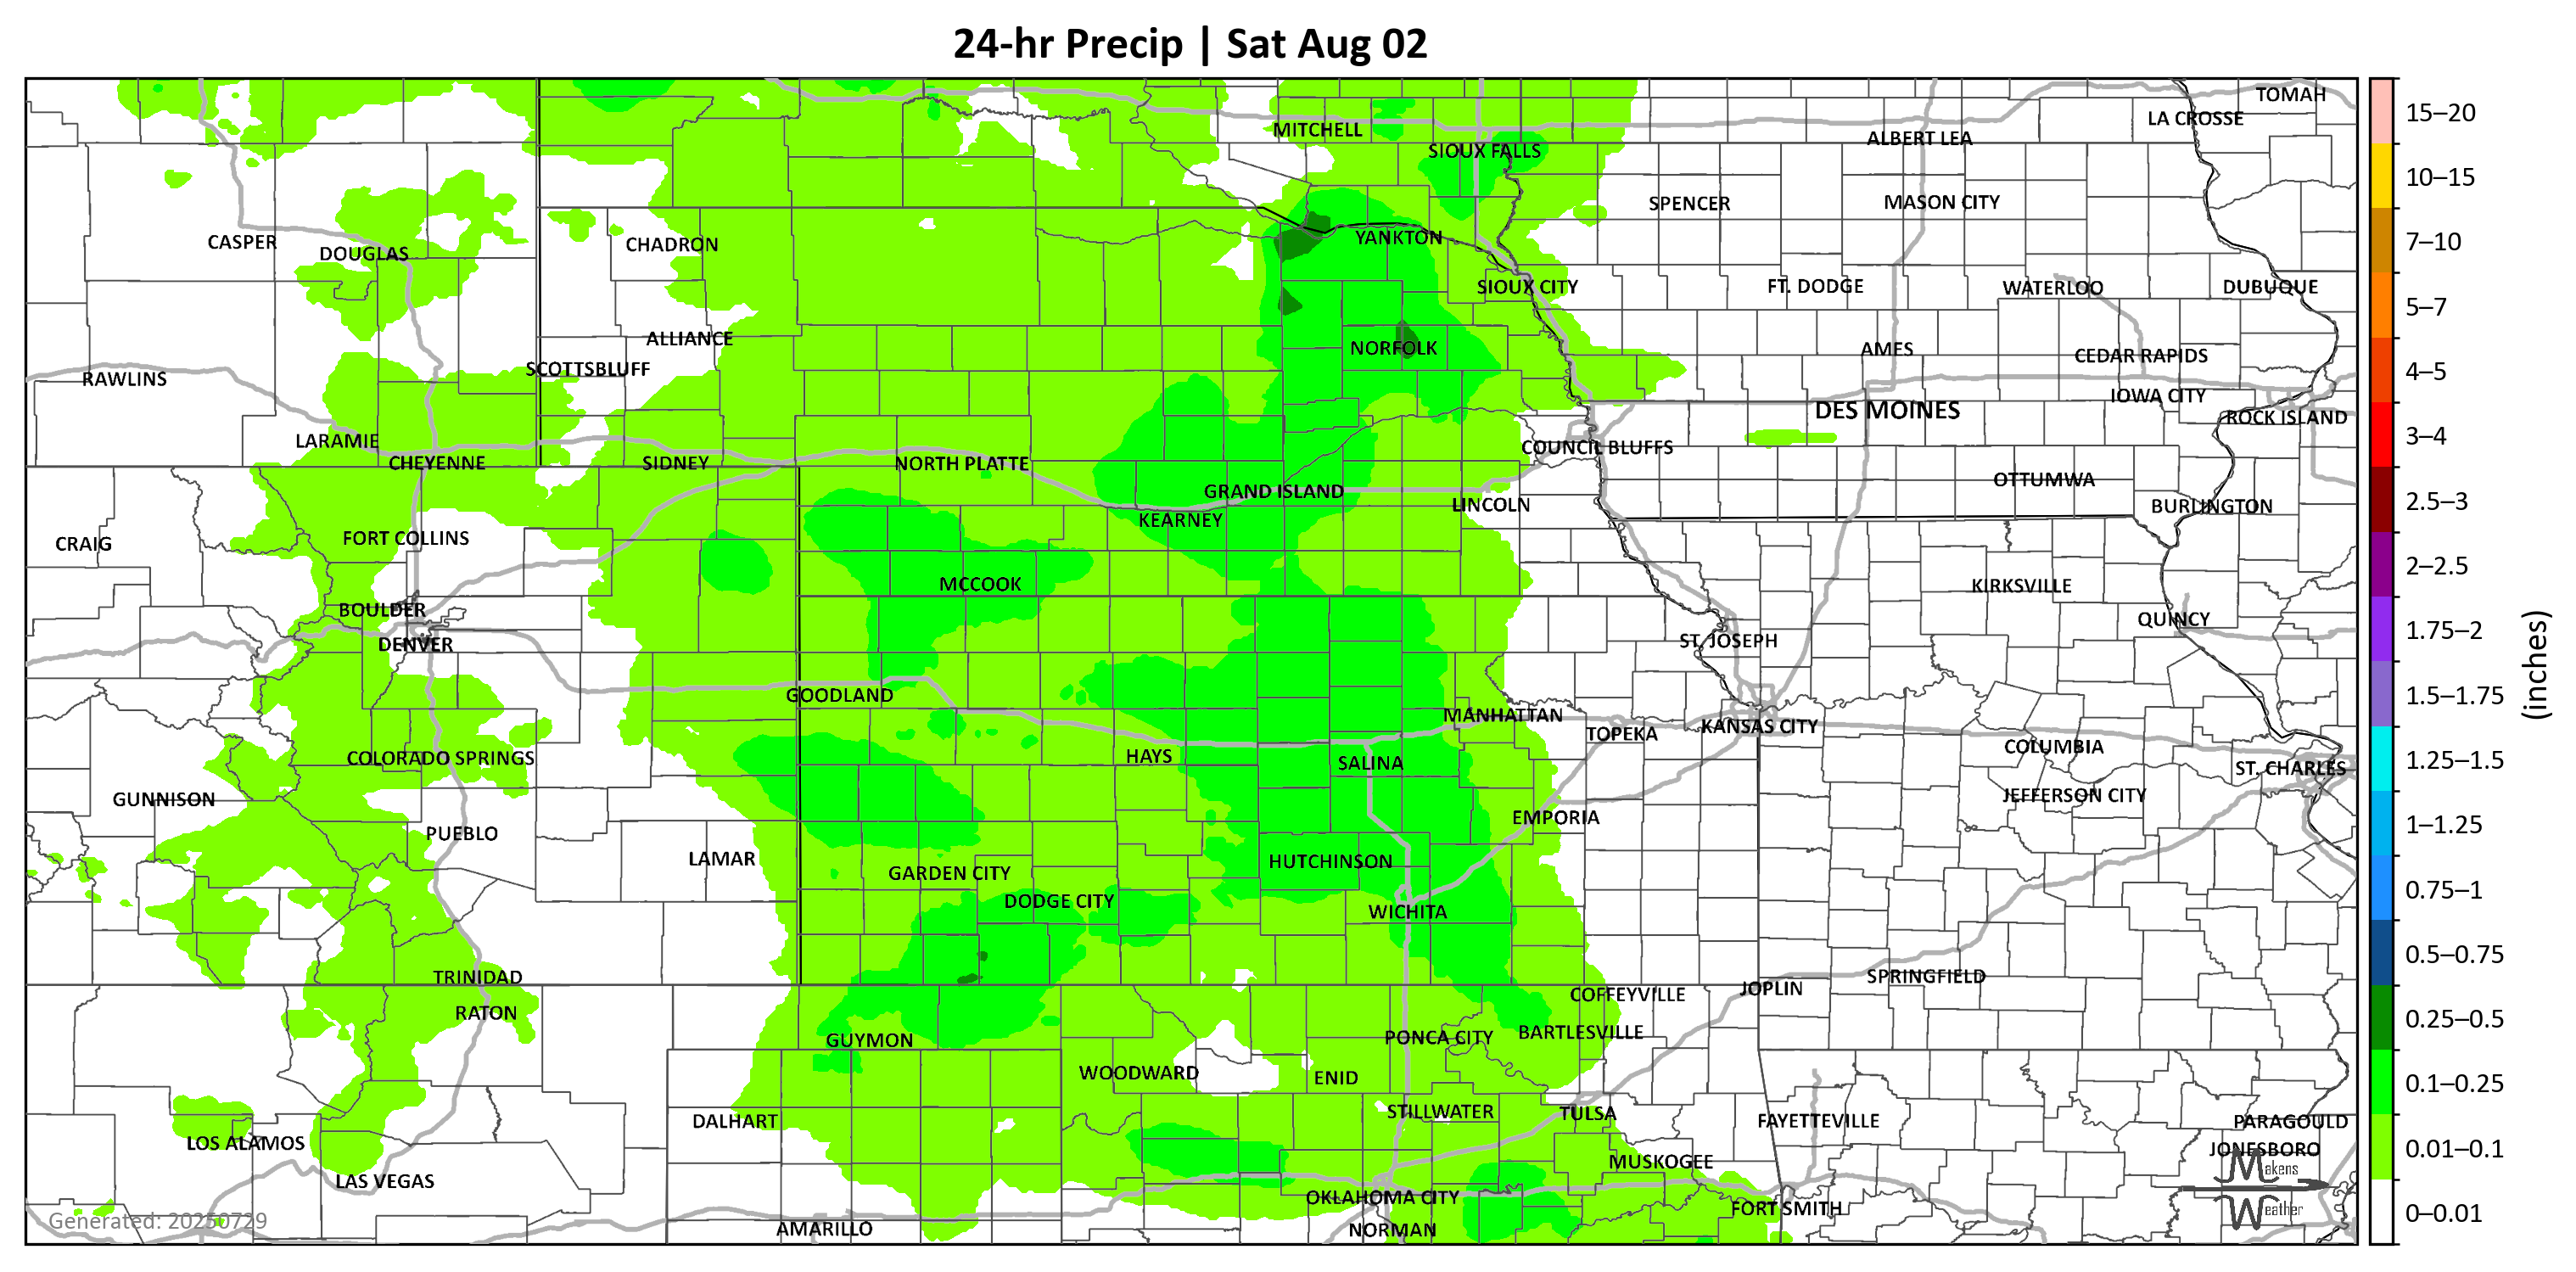 24-hr Precip | Sat Aug 02
TOMAH
LA CROSSE
MITCHELL
ALBERT LEA
SIOUX FALLS
SPENCER
MASON CITY
CASPER
DOUGLAS
CHADRON
YANKTON
SIOUX CITY
FT. DODGE
WATERLOO
DUBUQUE
ALLIANCE
NORFOLK
AMES
CEDAR RAPIDS
SCOTTSBLUFF
RAWLINS
IOWA CITY
DES MOINES
ROCK ISLAND
LARAMIE
COUNCIL BLUFFS
CHEYENNE
SIDNEY
NORTH PLATTE
OTTUMWA
GRAND ISLAND
LINCOLN
BURLINGTON
KEARNEY
FORT COLLINS
CRAIG
MCCOOK
KIRKSVILLE
BOULDER
QUINCY
DENVER
ST. JOSEPH
GOODLAND
MANHATTAN
TOPEKA
KANSAS CITY
COLUMBIA
COLORADO SPRINGS
HAYS
SALINA
ST. CHARLES
GUNNISON
JEFFERSON CITY
EMPORIA
PUEBLO
LAMAR
HUTCHINSON
GARDEN CITY
DODGE CITY
WICHITA
TRINIDAD
SPRINGFIELD
JOPLIN
COFFEYVILLE
RATON
BARTLESVILLE
PONCA CITY
GUYMON
WOODWARD
ENID
STILLWATER
TULSA
DALHART
FAYETTEVILLE
PARAGOULD
LOS ALAMOS
JONESBORO
MUSKOGEE
Makens
LAS VEGAS
OKLAHOMA CITY
FORT SMITH
Weather
Generated: 20250729
AMARILLO
NORMAN
15–20
10–15
7–10
5–7
4–5
3–4
2.5–3
2–2.5
1.75–2
1.5–1.75
1.25–1.5
1–1.25
0.75–1
0.5–0.75
0.25–0.5
0.1–0.25
0.01–0.1
0–0.01
(inches)